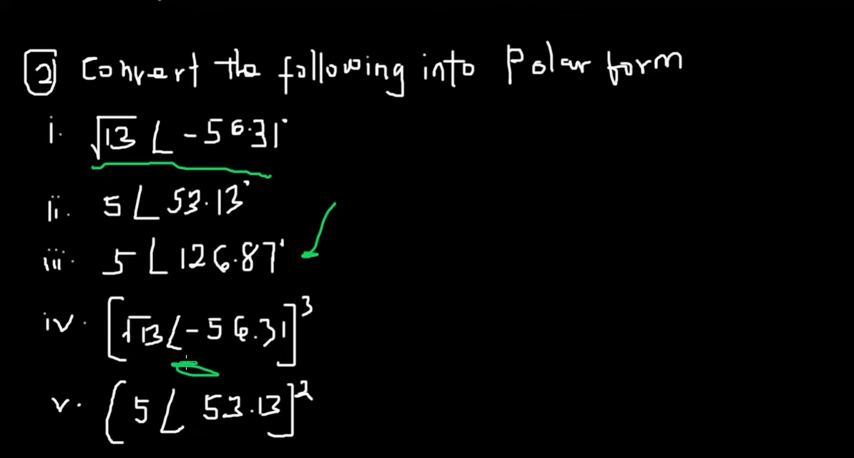 2 Convert the following into Polar form
i. √13 ∠ -56.31°
ii. 5 ∠ 53.13°
iii. 5 ∠ 126.87°
iv. [√13 ∠ -56.31]³
v. [5 ∠ 53.13]²